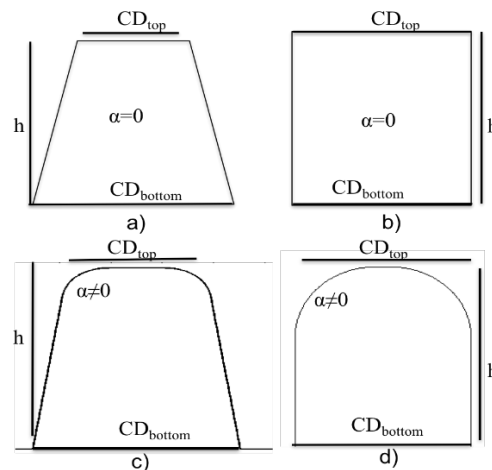 CDtop
h
α=0
CDbottom
a)
CDtop
h
α=0
CDbottom
b)
CDtop
h
α≠0
CDbottom
c)
CDtop
h
α≠0
CDbottom
d)